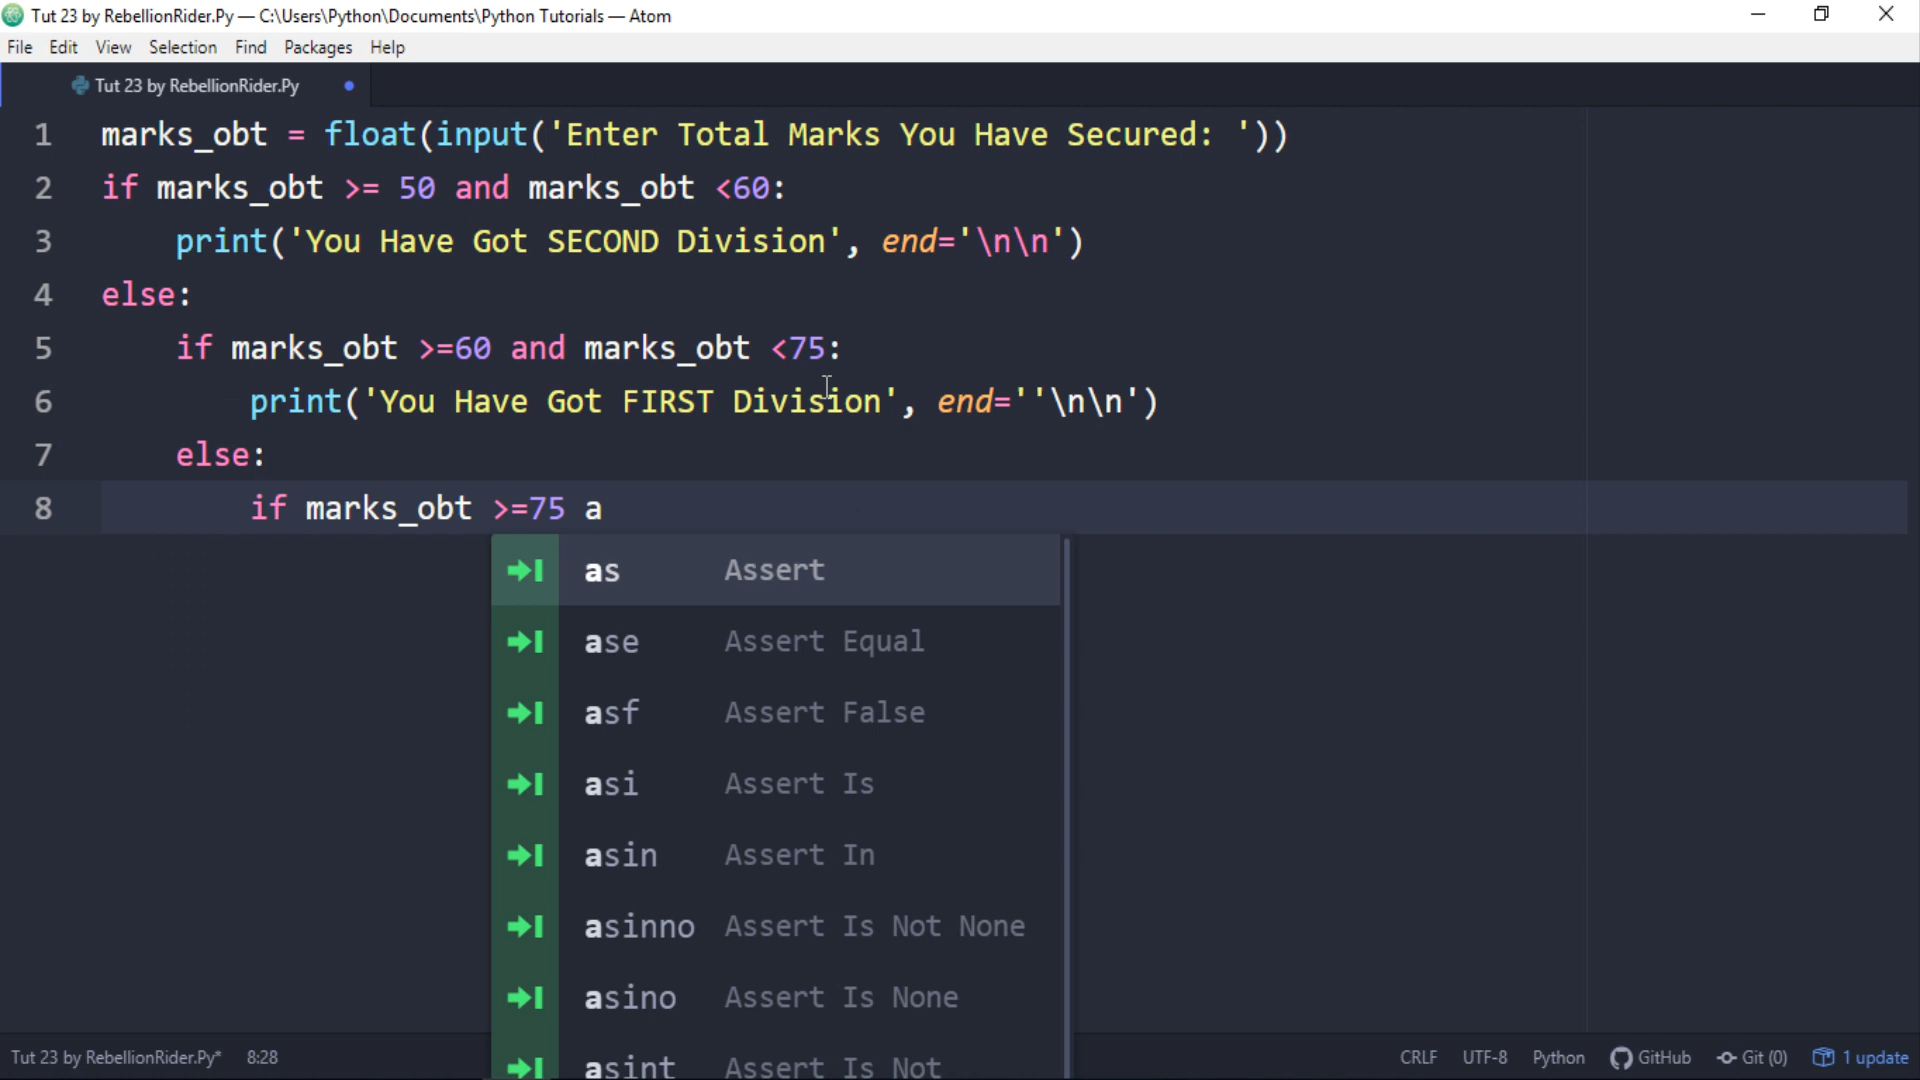 Tut 23 by RebellionRider.Py — C:\Users\Python\Documents\Python Tutorials — Atom
File Edit View Selection Find Packages Help
Tut 23 by RebellionRider.Py
1 marks_obt = float(input('Enter Total Marks You Have Secured: '))
2 if marks_obt >= 50 and marks_obt <60:
3 print('You Have Got SECOND Division', end='\n\n')
4 else:
5 if marks_obt >=60 and marks_obt <75:
6 print('You Have Got FIRST Division', end=''\n\n')
7 else:
8 if marks_obt >=75 a
as Assert
ase Assert Equal
asf Assert False
asi Assert Is
asin Assert In
asinno Assert Is Not None
asino Assert Is None
asint Assert Is Not
Tut 23 by RebellionRider.Py* 8:28 CRLF UTF-8 Python GitHub Git (0) 1 update